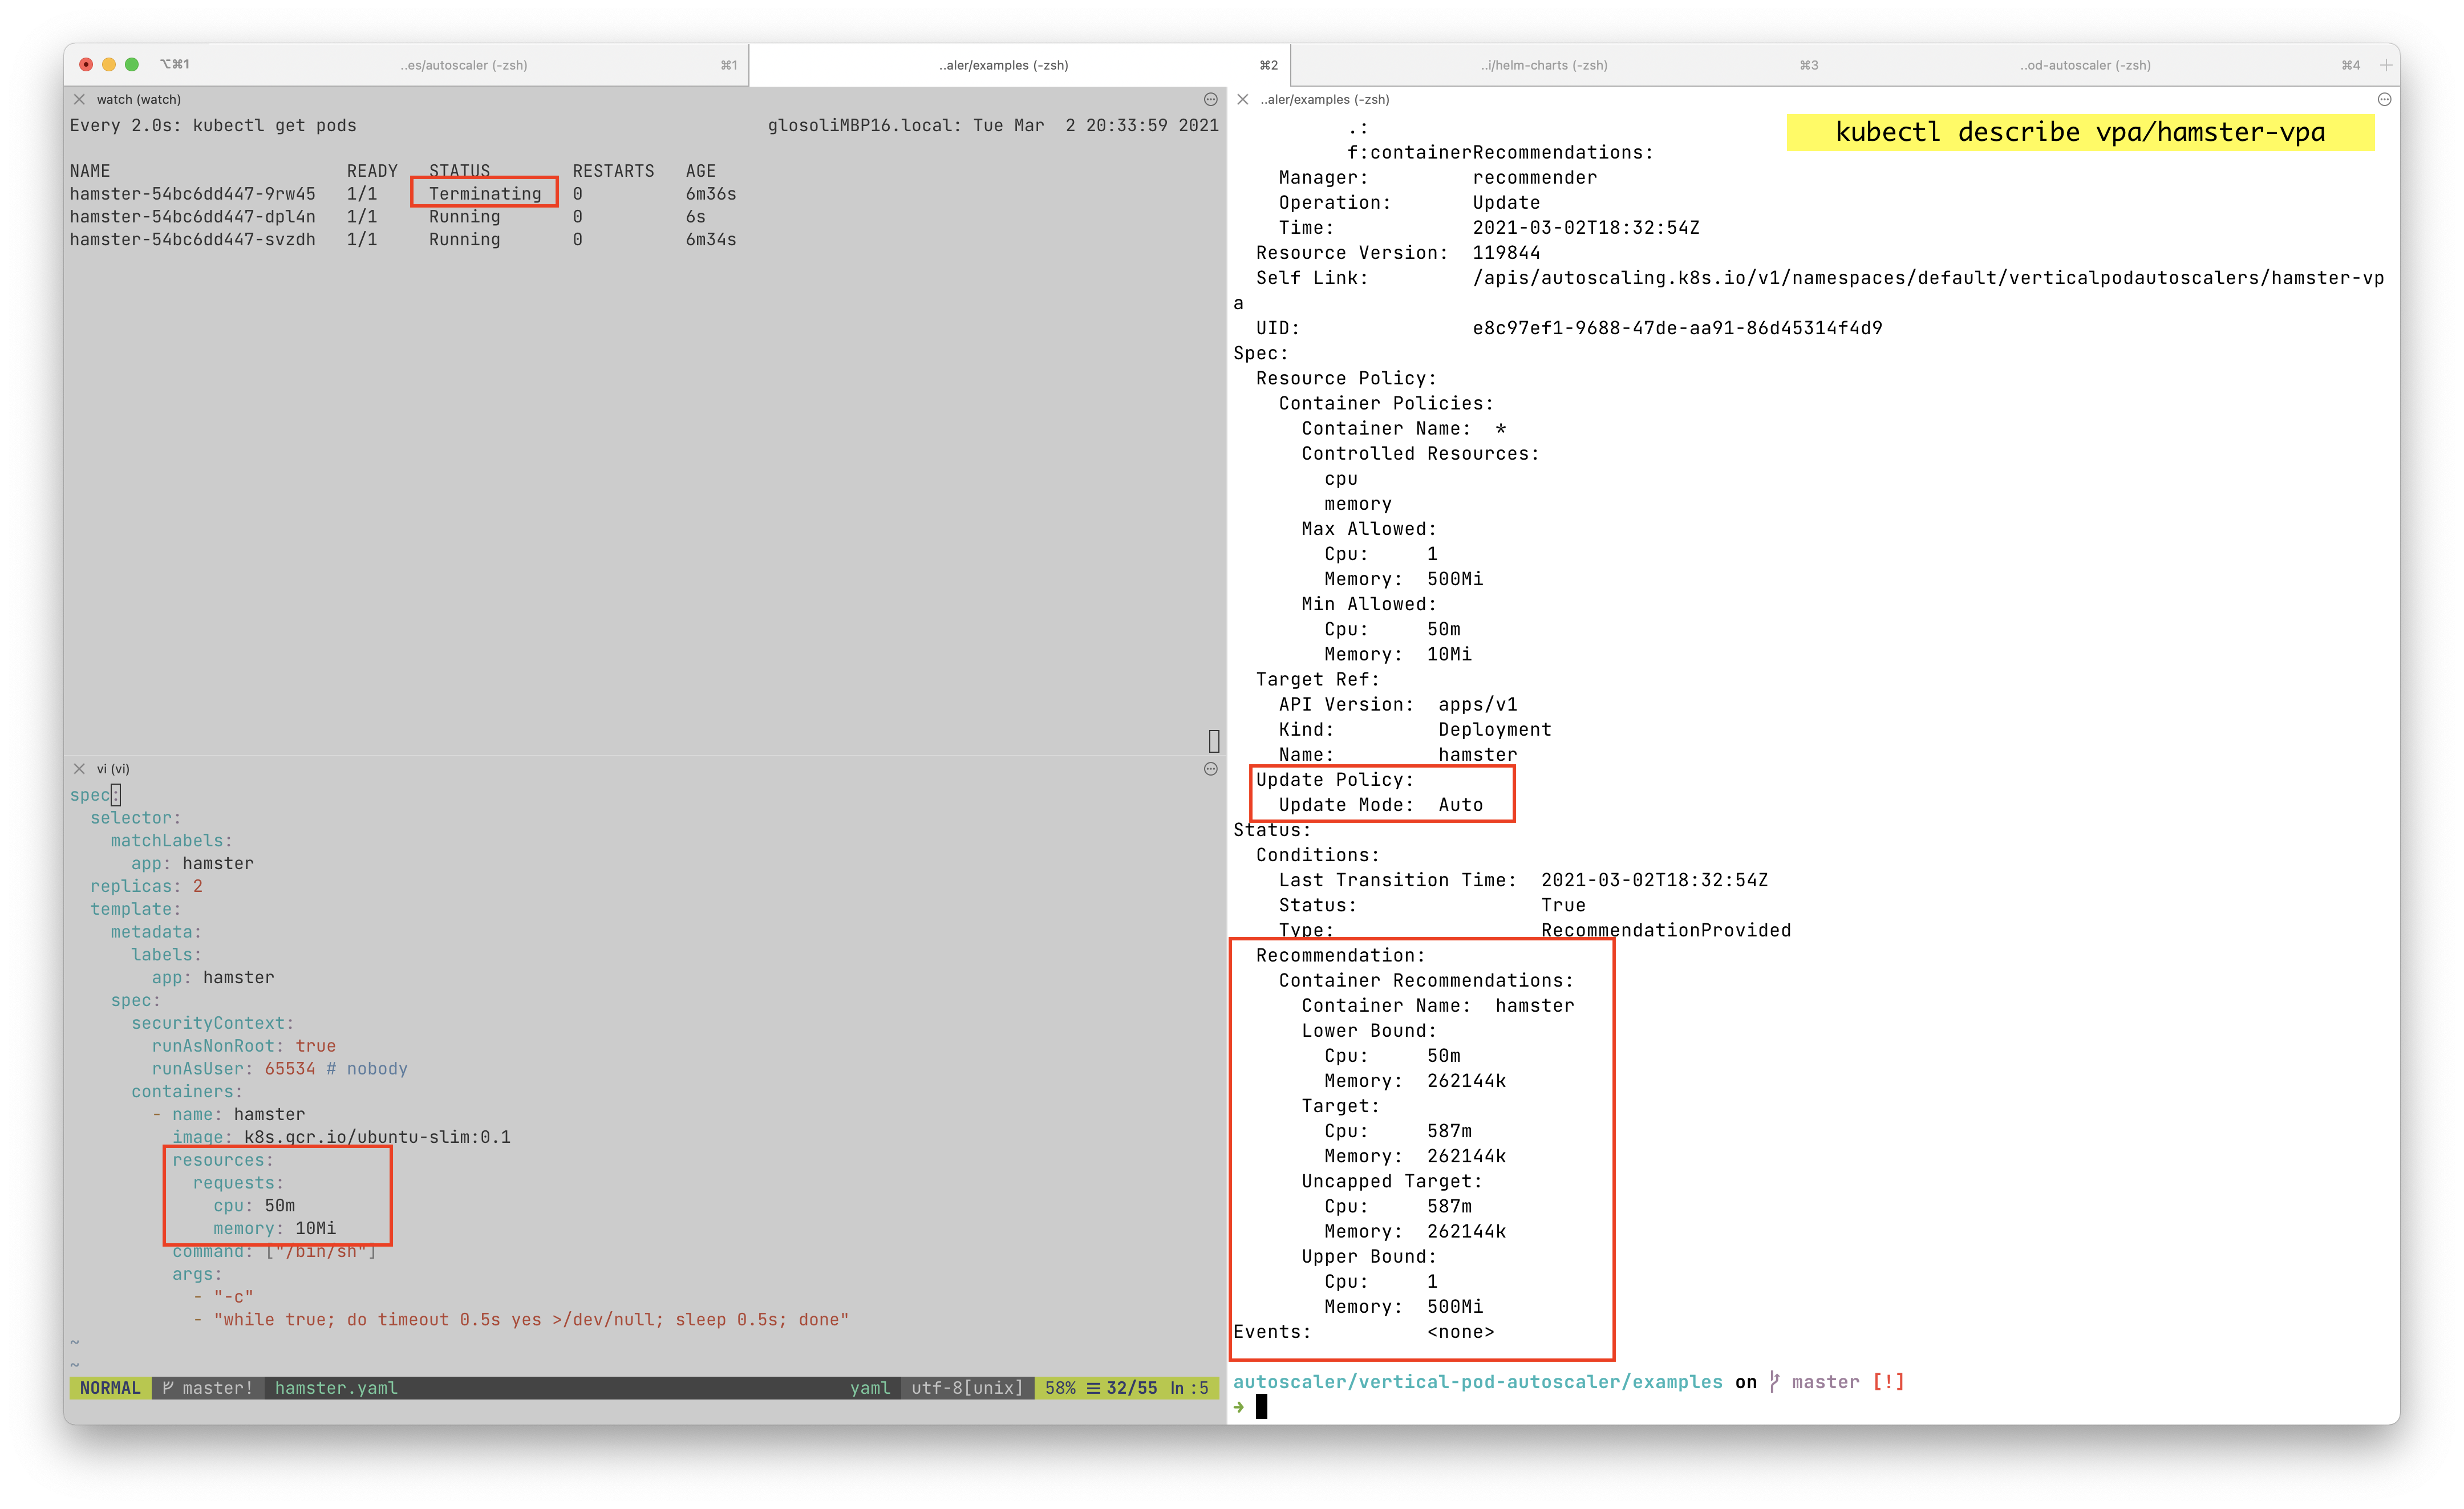 ⌥⌘1
..es/autoscaler (-zsh) ⌘1
..aler/examples (-zsh) ⌘2
..i/helm-charts (-zsh) ⌘3
..od-autoscaler (-zsh) ⌘4
watch (watch)
Every 2.0s: kubectl get pods glosoliMBP16.local: Tue Mar  2 20:33:59 2021
NAME READY STATUS RESTARTS AGE
hamster-54bc6dd447-9rw45 1/1 Terminating 0 6m36s
hamster-54bc6dd447-dpl4n 1/1 Running 0 6s
hamster-54bc6dd447-svzdh 1/1 Running 0 6m34s
vi (vi)
spec:
  selector:
    matchLabels:
      app: hamster
  replicas: 2
  template:
    metadata:
      labels:
        app: hamster
    spec:
      securityContext:
        runAsNonRoot: true
        runAsUser: 65534 # nobody
      containers:
        - name: hamster
          image: k8s.gcr.io/ubuntu-slim:0.1
          resources:
            requests:
              cpu: 50m
              memory: 10Mi
          command: ["/bin/sh"]
          args:
            - "-c"
            - "while true; do timeout 0.5s yes >/dev/null; sleep 0.5s; done"
~
~
NORMAL master! hamster.yaml yaml utf-8[unix] 58% ☰ 32/55 ln :5
..aler/examples (-zsh)
kubectl describe vpa/hamster-vpa
          .:
          f:containerRecommendations:
    Manager:         recommender
    Operation:       Update
    Time:            2021-03-02T18:32:54Z
  Resource Version:  119844
  Self Link:         /apis/autoscaling.k8s.io/v1/namespaces/default/verticalpodautoscalers/hamster-vp
a
  UID:               e8c97ef1-9688-47de-aa91-86d45314f4d9
Spec:
  Resource Policy:
    Container Policies:
      Container Name:  *
      Controlled Resources:
        cpu
        memory
      Max Allowed:
        Cpu:     1
        Memory:  500Mi
      Min Allowed:
        Cpu:     50m
        Memory:  10Mi
  Target Ref:
    API Version:  apps/v1
    Kind:         Deployment
    Name:         hamster
  Update Policy:
    Update Mode:  Auto
Status:
  Conditions:
    Last Transition Time:  2021-03-02T18:32:54Z
    Status:                True
    Type:                  RecommendationProvided
  Recommendation:
    Container Recommendations:
      Container Name:  hamster
      Lower Bound:
        Cpu:     50m
        Memory:  262144k
      Target:
        Cpu:     587m
        Memory:  262144k
      Uncapped Target:
        Cpu:     587m
        Memory:  262144k
      Upper Bound:
        Cpu:     1
        Memory:  500Mi
Events:          <none>
autoscaler/vertical-pod-autoscaler/examples on master [!]
➜